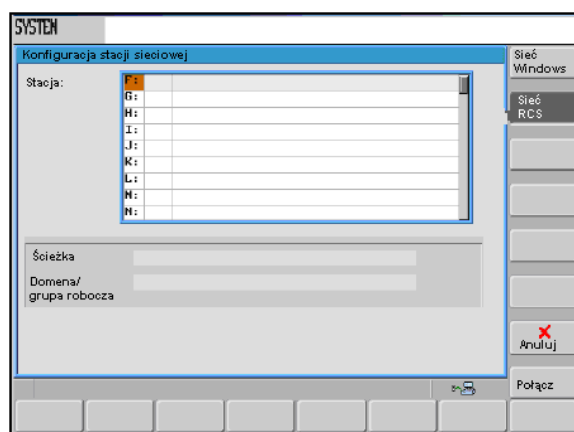 SYSTEM
Konfiguracja stacji sieciowej
Stacja:
F:
G:
H:
I:
J:
K:
L:
M:
N:
Ścieżka
Domena/
grupa robocza
Sieć
Windows
Sieć
RCS
Anuluj
Połącz